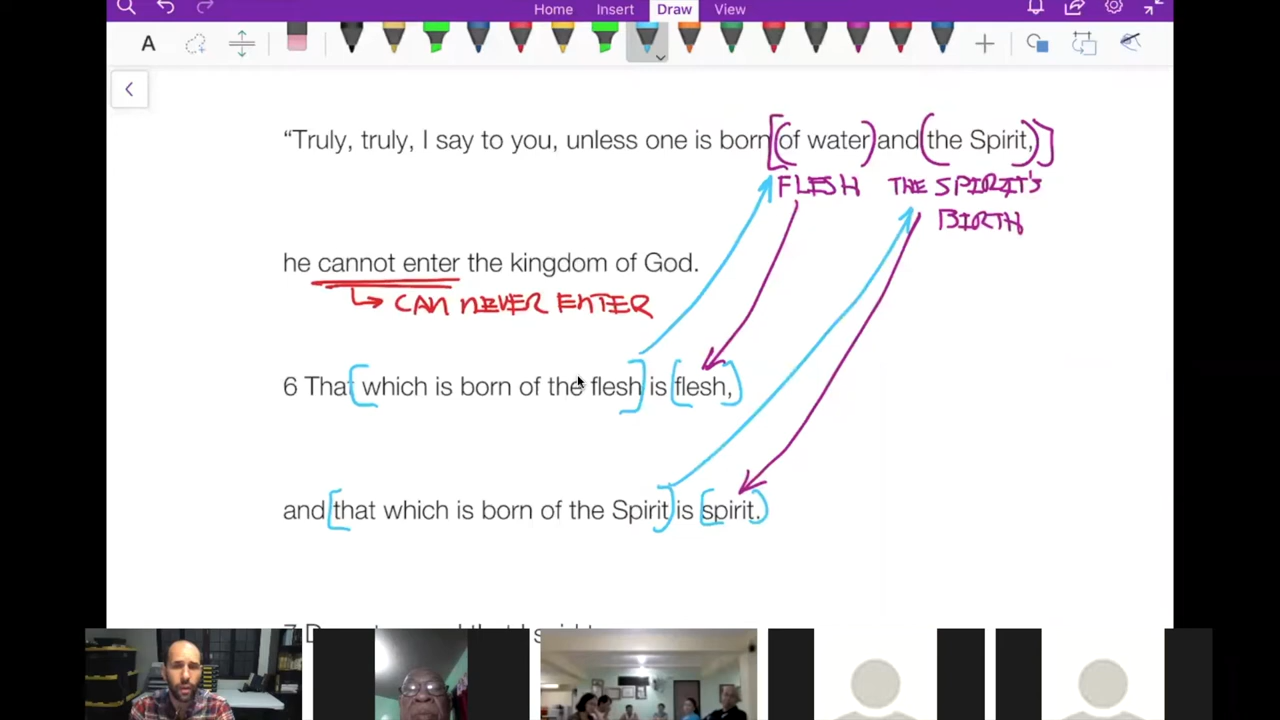 Home Insert Draw View
A
“Truly, truly, I say to you, unless one is born of water and the Spirit,
FLESH THE SPIRIT's
BIRTH
he cannot enter the kingdom of God.
CAN NEVER ENTER
6 That which is born of the flesh is flesh,
and that which is born of the Spirit is spirit.